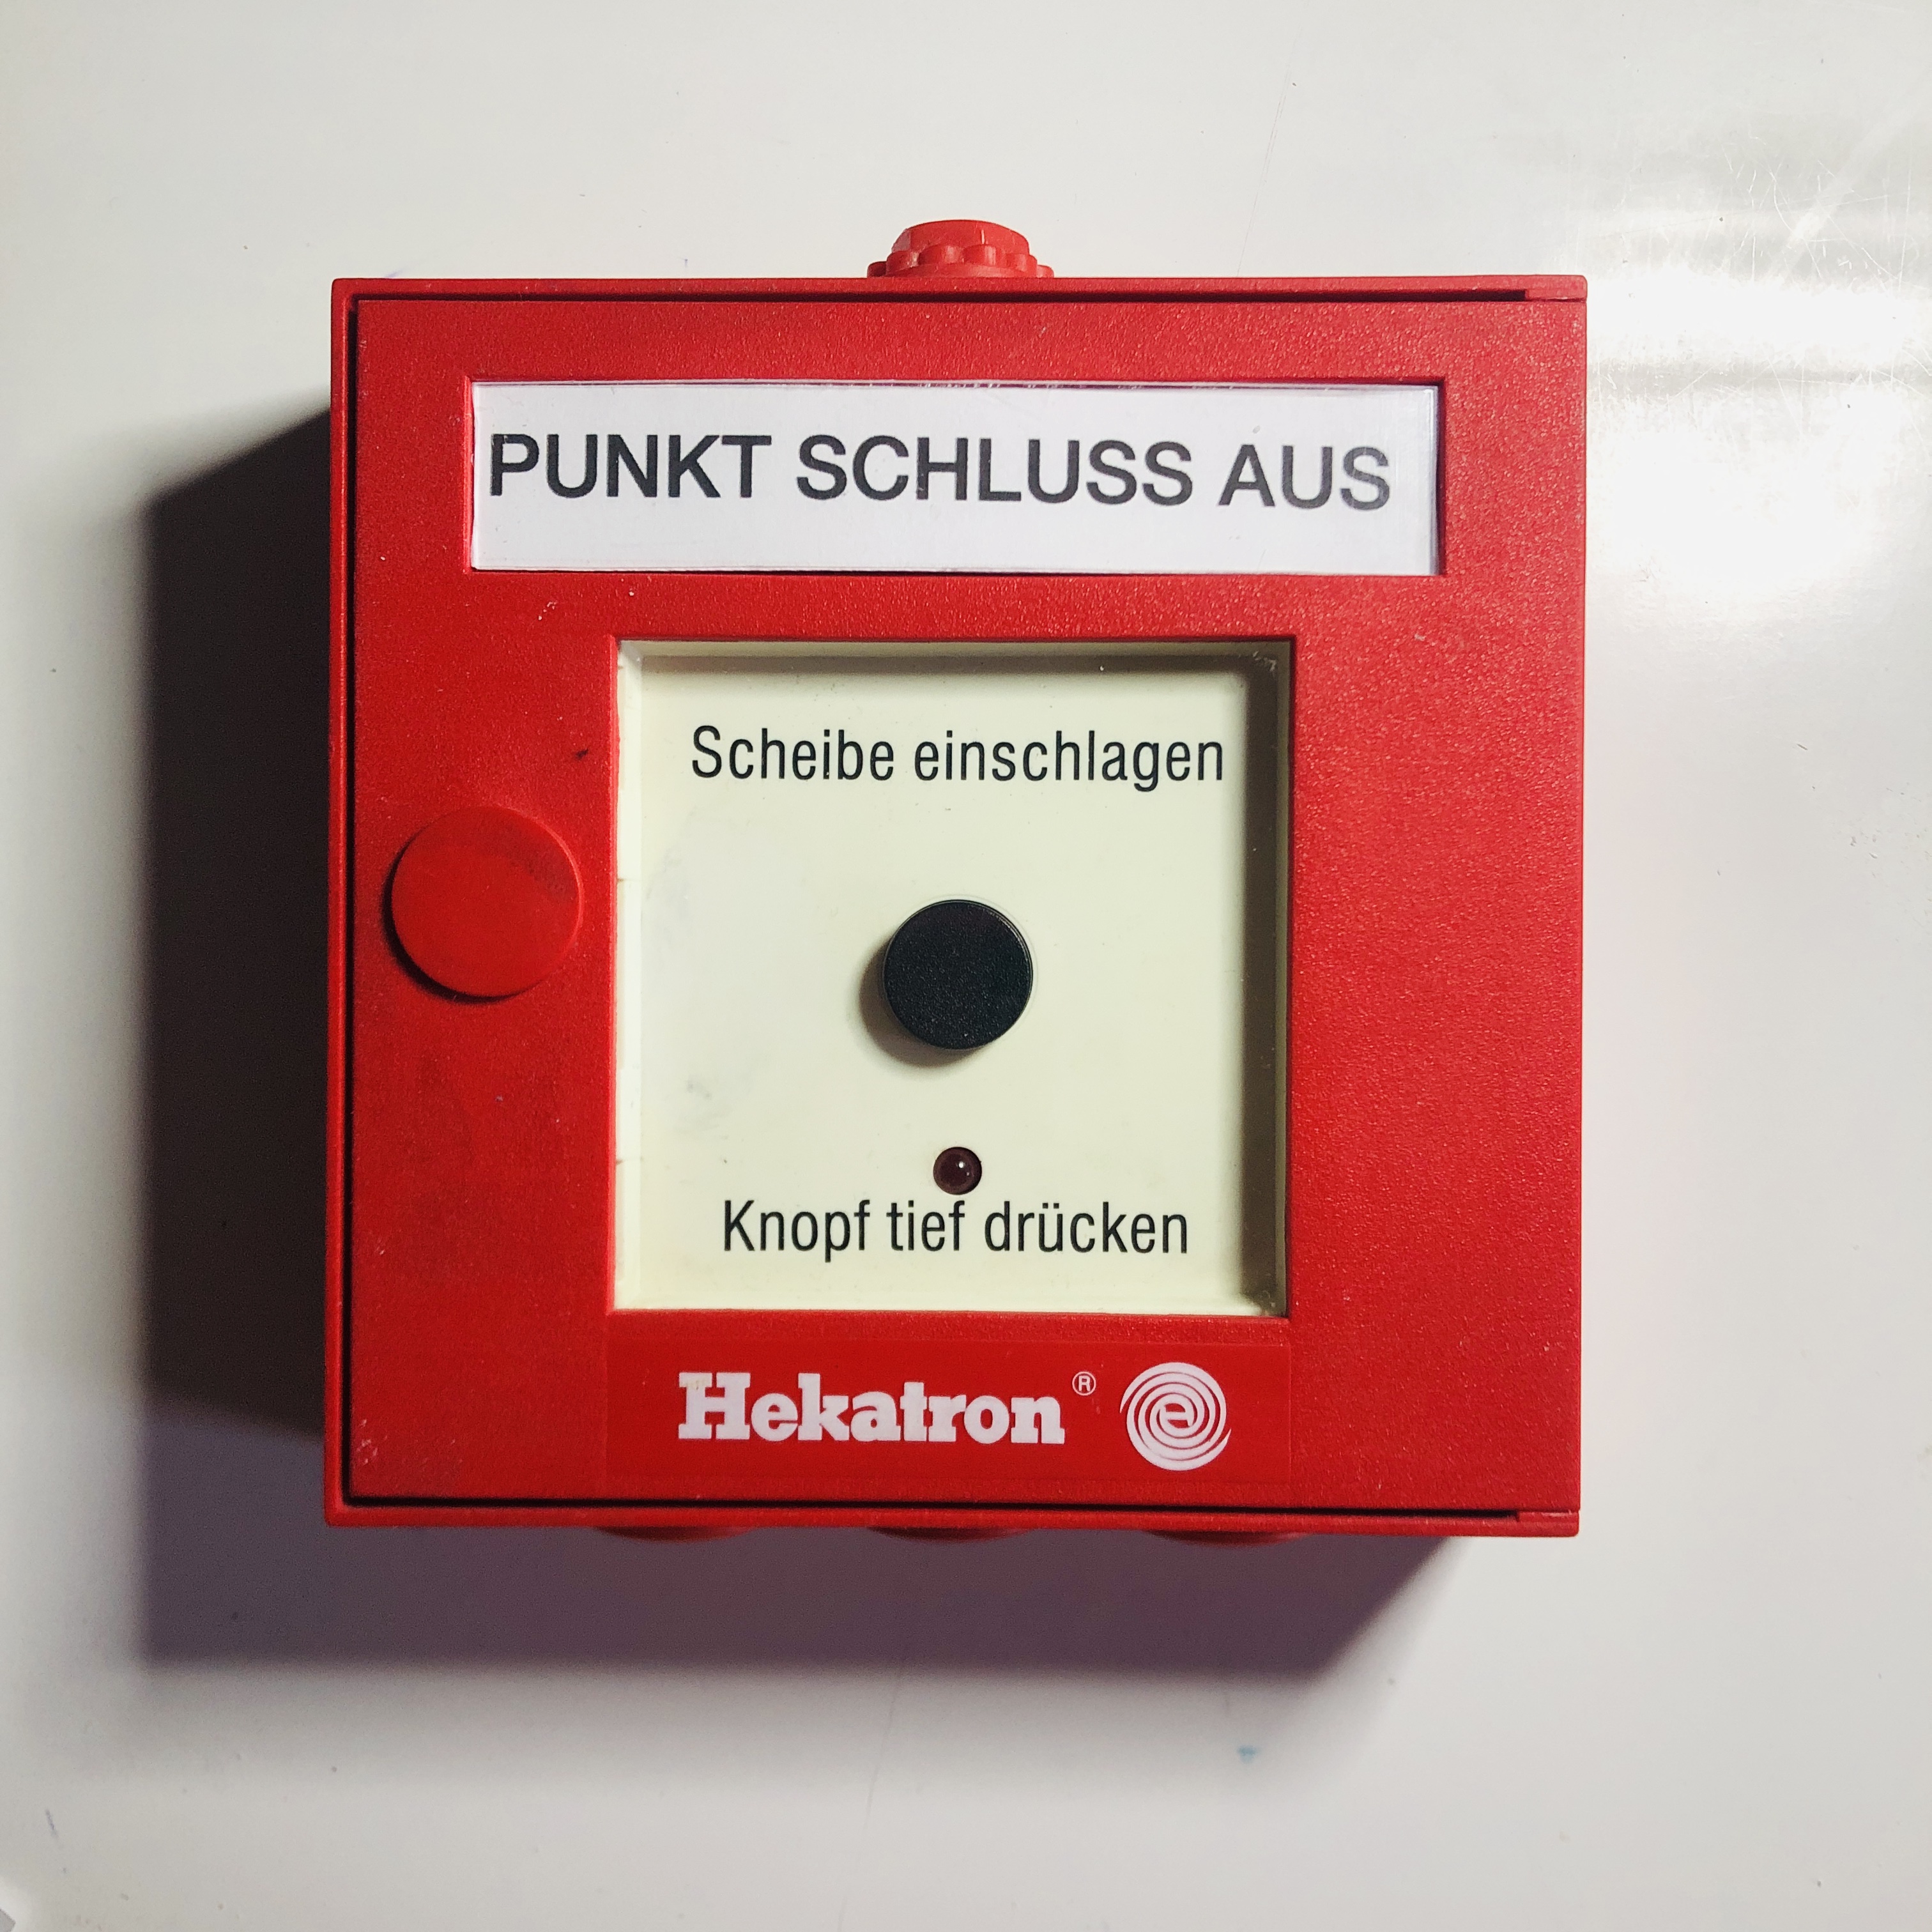 PUNKT SCHLUSS AUS
Scheibe einschlagen
Knopf tief drücken
Hekatron ® e